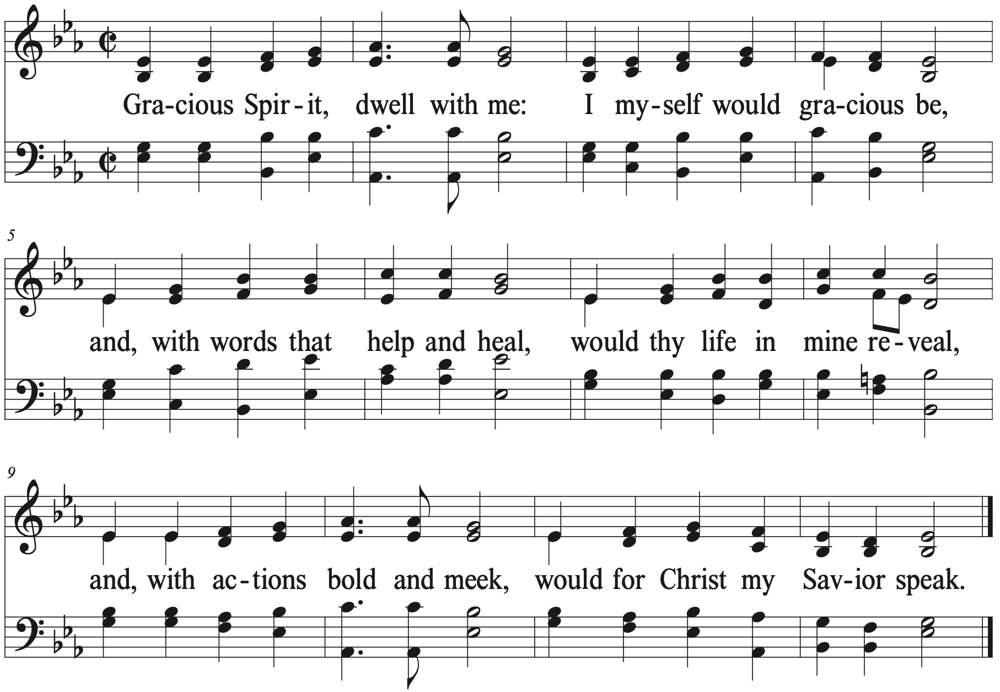 Gra-cious Spir-it, dwell with me: I my-self would gra-cious be,
5
and, with words that help and heal, would thy life in mine re-veal,
9
and, with ac-tions bold and meek, would for Christ my Sav-ior speak.